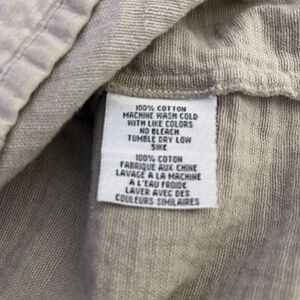 100% COTTON
MACHINE WASH COLD
WITH LIKE COLORS
NO BLEACH
TUMBLE DRY LOW
100% COTON
FABRIQUE AUX CHINE
LAVAGE A LA MACHINE
A L'EAU FROIDE
LAVER AVEC DES
COULEURS SIMILAIRES